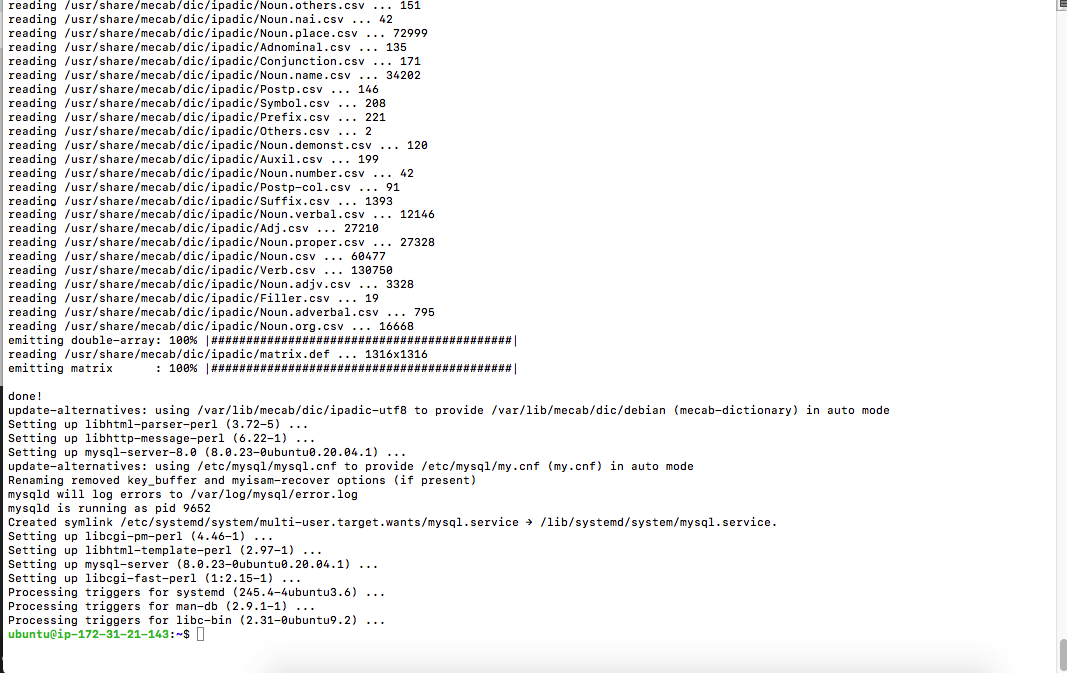 reading /usr/share/mecab/dic/ipadic/Noun.others.csv ... 151
reading /usr/share/mecab/dic/ipadic/Noun.nai.csv ... 42
reading /usr/share/mecab/dic/ipadic/Noun.place.csv ... 72999
reading /usr/share/mecab/dic/ipadic/Adnominal.csv ... 135
reading /usr/share/mecab/dic/ipadic/Conjunction.csv ... 171
reading /usr/share/mecab/dic/ipadic/Noun.name.csv ... 34202
reading /usr/share/mecab/dic/ipadic/Postp.csv ... 146
reading /usr/share/mecab/dic/ipadic/Symbol.csv ... 208
reading /usr/share/mecab/dic/ipadic/Prefix.csv ... 221
reading /usr/share/mecab/dic/ipadic/Others.csv ... 2
reading /usr/share/mecab/dic/ipadic/Noun.demonst.csv ... 120
reading /usr/share/mecab/dic/ipadic/Auxil.csv ... 199
reading /usr/share/mecab/dic/ipadic/Noun.number.csv ... 42
reading /usr/share/mecab/dic/ipadic/Postp-col.csv ... 91
reading /usr/share/mecab/dic/ipadic/Suffix.csv ... 1393
reading /usr/share/mecab/dic/ipadic/Noun.verbal.csv ... 12146
reading /usr/share/mecab/dic/ipadic/Adj.csv ... 27210
reading /usr/share/mecab/dic/ipadic/Noun.proper.csv ... 27328
reading /usr/share/mecab/dic/ipadic/Noun.csv ... 60477
reading /usr/share/mecab/dic/ipadic/Verb.csv ... 130750
reading /usr/share/mecab/dic/ipadic/Noun.adjv.csv ... 3328
reading /usr/share/mecab/dic/ipadic/Filler.csv ... 19
reading /usr/share/mecab/dic/ipadic/Noun.adverbal.csv ... 795
reading /usr/share/mecab/dic/ipadic/Noun.org.csv ... 16668
emitting double-array: 100% |###########################################|
reading /usr/share/mecab/dic/ipadic/matrix.def ... 1316x1316
emitting matrix      : 100% |###########################################|
done!
update-alternatives: using /var/lib/mecab/dic/ipadic-utf8 to provide /var/lib/mecab/dic/debian (mecab-dictionary) in auto mode
Setting up libhtml-parser-perl (3.72-5) ...
Setting up libhttp-message-perl (6.22-1) ...
Setting up mysql-server-8.0 (8.0.23-0ubuntu0.20.04.1) ...
update-alternatives: using /etc/mysql/mysql.cnf to provide /etc/mysql/my.cnf (my.cnf) in auto mode
Renaming removed key_buffer and myisam-recover options (if present)
mysqld will log errors to /var/log/mysql/error.log
mysqld is running as pid 9652
Created symlink /etc/systemd/system/multi-user.target.wants/mysql.service → /lib/systemd/system/mysql.service.
Setting up libcgi-pm-perl (4.46-1) ...
Setting up libhtml-template-perl (2.97-1) ...
Setting up mysql-server (8.0.23-0ubuntu0.20.04.1) ...
Setting up libcgi-fast-perl (1:2.15-1) ...
Processing triggers for systemd (245.4-4ubuntu3.6) ...
Processing triggers for man-db (2.9.1-1) ...
Processing triggers for libc-bin (2.31-0ubuntu9.2) ...
ubuntu@ip-172-31-21-143:~$